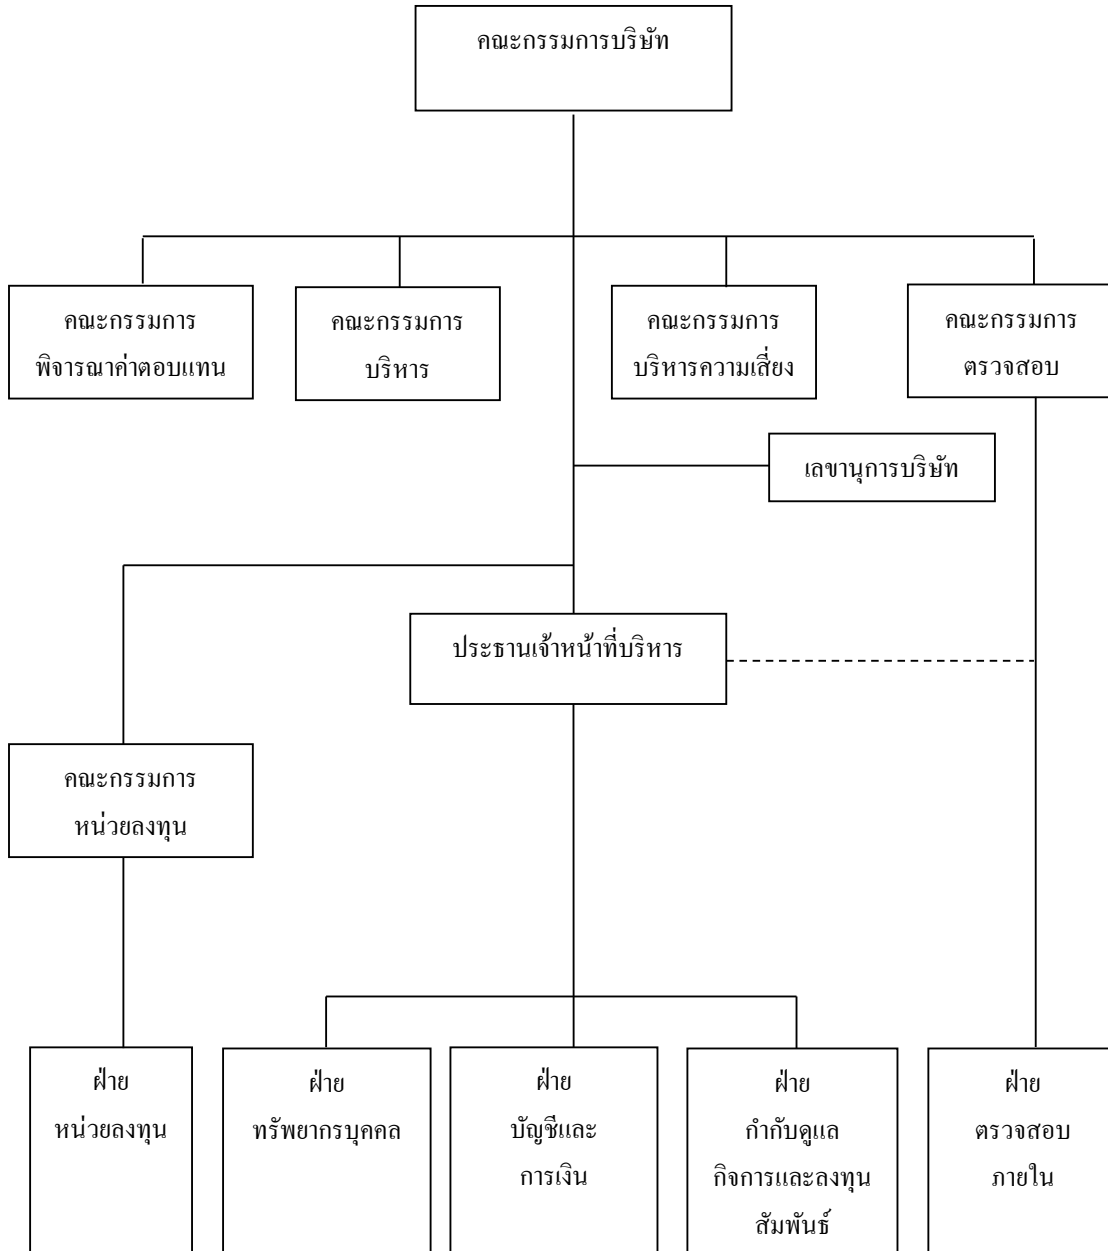 คณะกรรมการบริษัท
คณะกรรมการ
พิจารณาค่าตอบแทน
คณะกรรมการ
บริหาร
คณะกรรมการ
บริหารความเสี่ยง
คณะกรรมการ
ตรวจสอบ
เลขานุการบริษัท
ประธานเจ้าหน้าที่บริหาร
คณะกรรมการ
หน่วยลงทุน
ฝ่าย
หน่วยลงทุน
ฝ่าย
ทรัพยากรบุคคล
ฝ่าย
บัญชีและ
การเงิน
ฝ่าย
กำกับดูแล
กิจการและลงทุน
สัมพันธ์
ฝ่าย
ตรวจสอบ
ภายใน